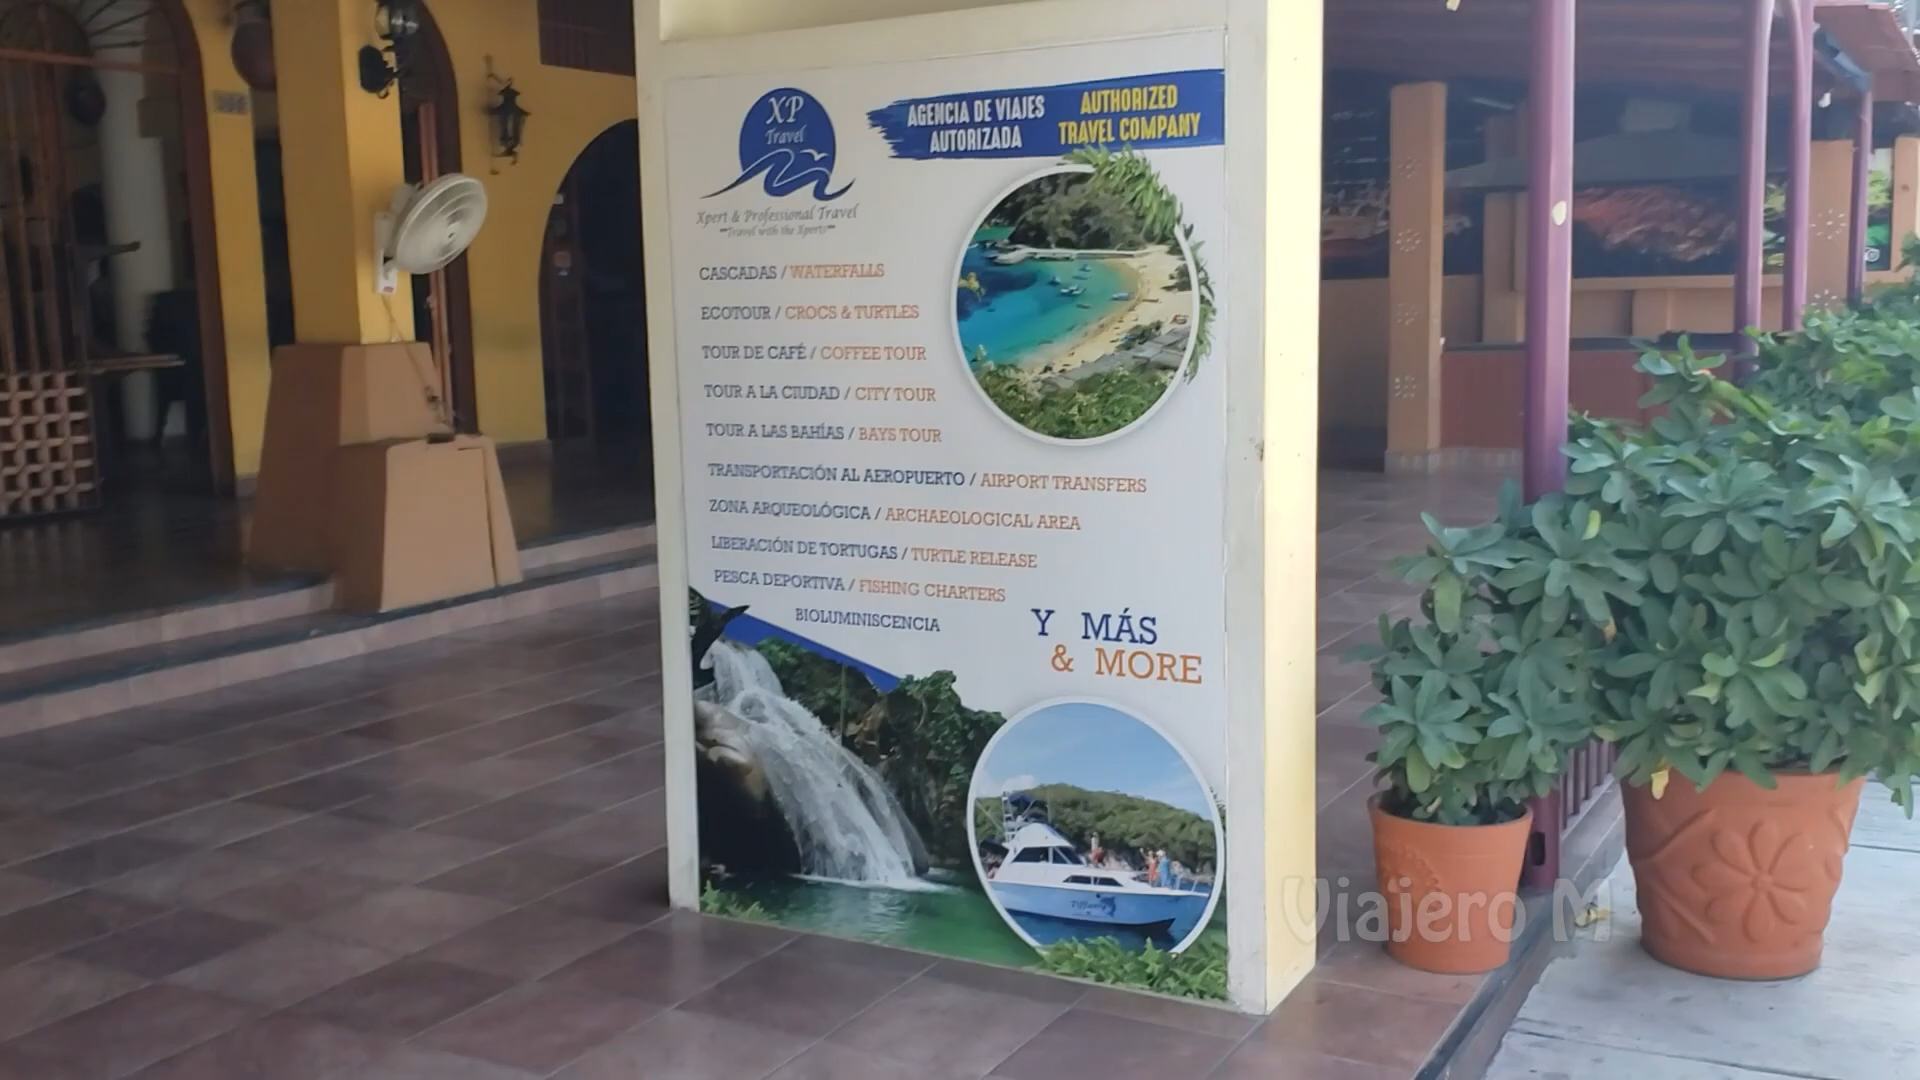 XP
Travel
Xpert & Professional Travel
"Travel with the Xperts"
AGENCIA DE VIAJES
AUTORIZADA
AUTHORIZED
TRAVEL COMPANY
CASCADAS / WATERFALLS
ECOTOUR / CROCS & TURTLES
TOUR DE CAFÉ / COFFEE TOUR
TOUR A LA CIUDAD / CITY TOUR
TOUR A LAS BAHÍAS / BAYS TOUR
TRANSPORTACIÓN AL AEROPUERTO / AIRPORT TRANSFERS
ZONA ARQUEOLÓGICA / ARCHAEOLOGICAL AREA
LIBERACIÓN DE TORTUGAS / TURTLE RELEASE
PESCA DEPORTIVA / FISHING CHARTERS
BIOLUMINISCENCIA
Y MÁS
& MORE
Tiffany
Viajero M